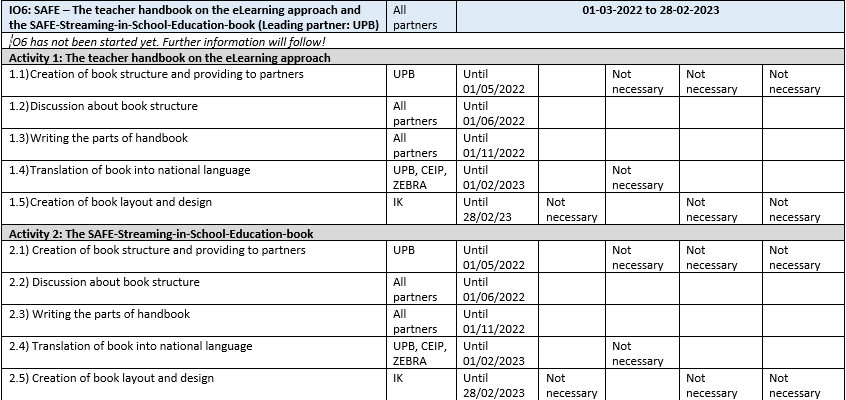 IO6: SAFE – The teacher handbook on the eLearning approach and All 01-03-2022 to 28-02-2023
the SAFE-Streaming-in-School-Education-book (Leading partner: UPB) partners
IO6 has not been started yet. Further information will follow!
Activity 1: The teacher handbook on the eLearning approach
1.1)Creation of book structure and providing to partners UPB Until Not Not Not
01/05/2022 necessary necessary necessary
1.2)Discussion about book structure All Until
partners 01/06/2022
1.3)Writing the parts of handbook All Until
partners 01/11/2022
1.4)Translation of book into national language UPB, CEIP, Until Not
ZEBRA 01/02/2023 necessary
1.5)Creation of book layout and design IK Until Not Not Not
28/02/23 necessary necessary necessary
Activity 2: The SAFE-Streaming-in-School-Education-book
2.1) Creation of book structure and providing to partners UPB Until Not Not Not
01/05/2022 necessary necessary necessary
2.2) Discussion about book structure All Until
partners 01/06/2022
2.3) Writing the parts of handbook All Until
partners 01/11/2022
2.4) Translation of book into national language UPB, CEIP, Until Not
ZEBRA 01/02/2023 necessary
2.5) Creation of book layout and design IK Until Not Not Not
28/02/2023 necessary necessary necessary